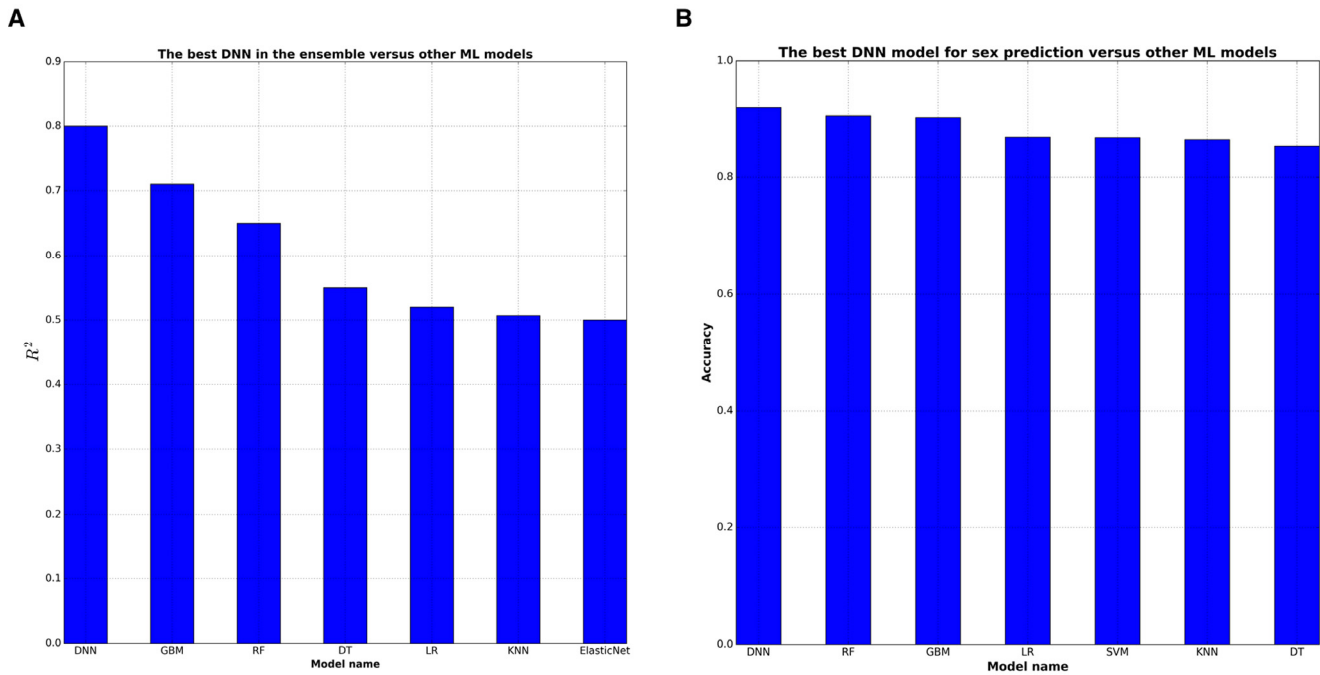 A
The best DNN in the ensemble versus other ML models
0.9
0.8
0.7
0.6
0.5
0.4
0.3
0.2
0.1
0.0
R²
DNN GBM RF DT LR KNN ElasticNet
Model name
B
The best DNN model for sex prediction versus other ML models
1.0
0.8
0.6
0.4
0.2
0.0
Accuracy
DNN RF GBM LR SVM KNN DT
Model name